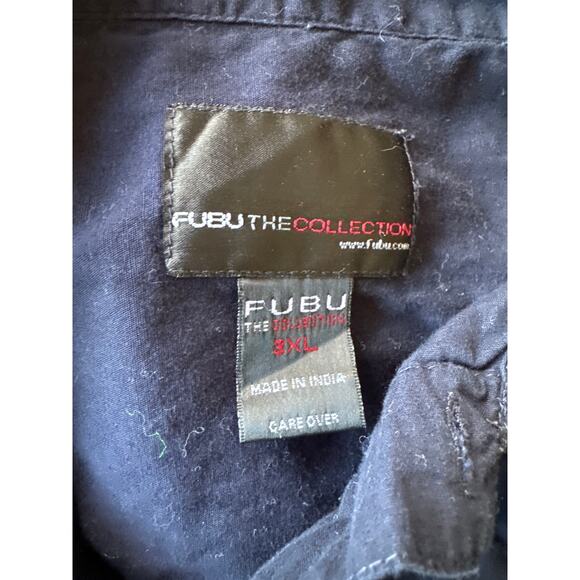 FUBU THE COLLECTION
www.fubu.com
FUBU
THE COLLECTION
3XL
MADE IN INDIA
CARE OVER